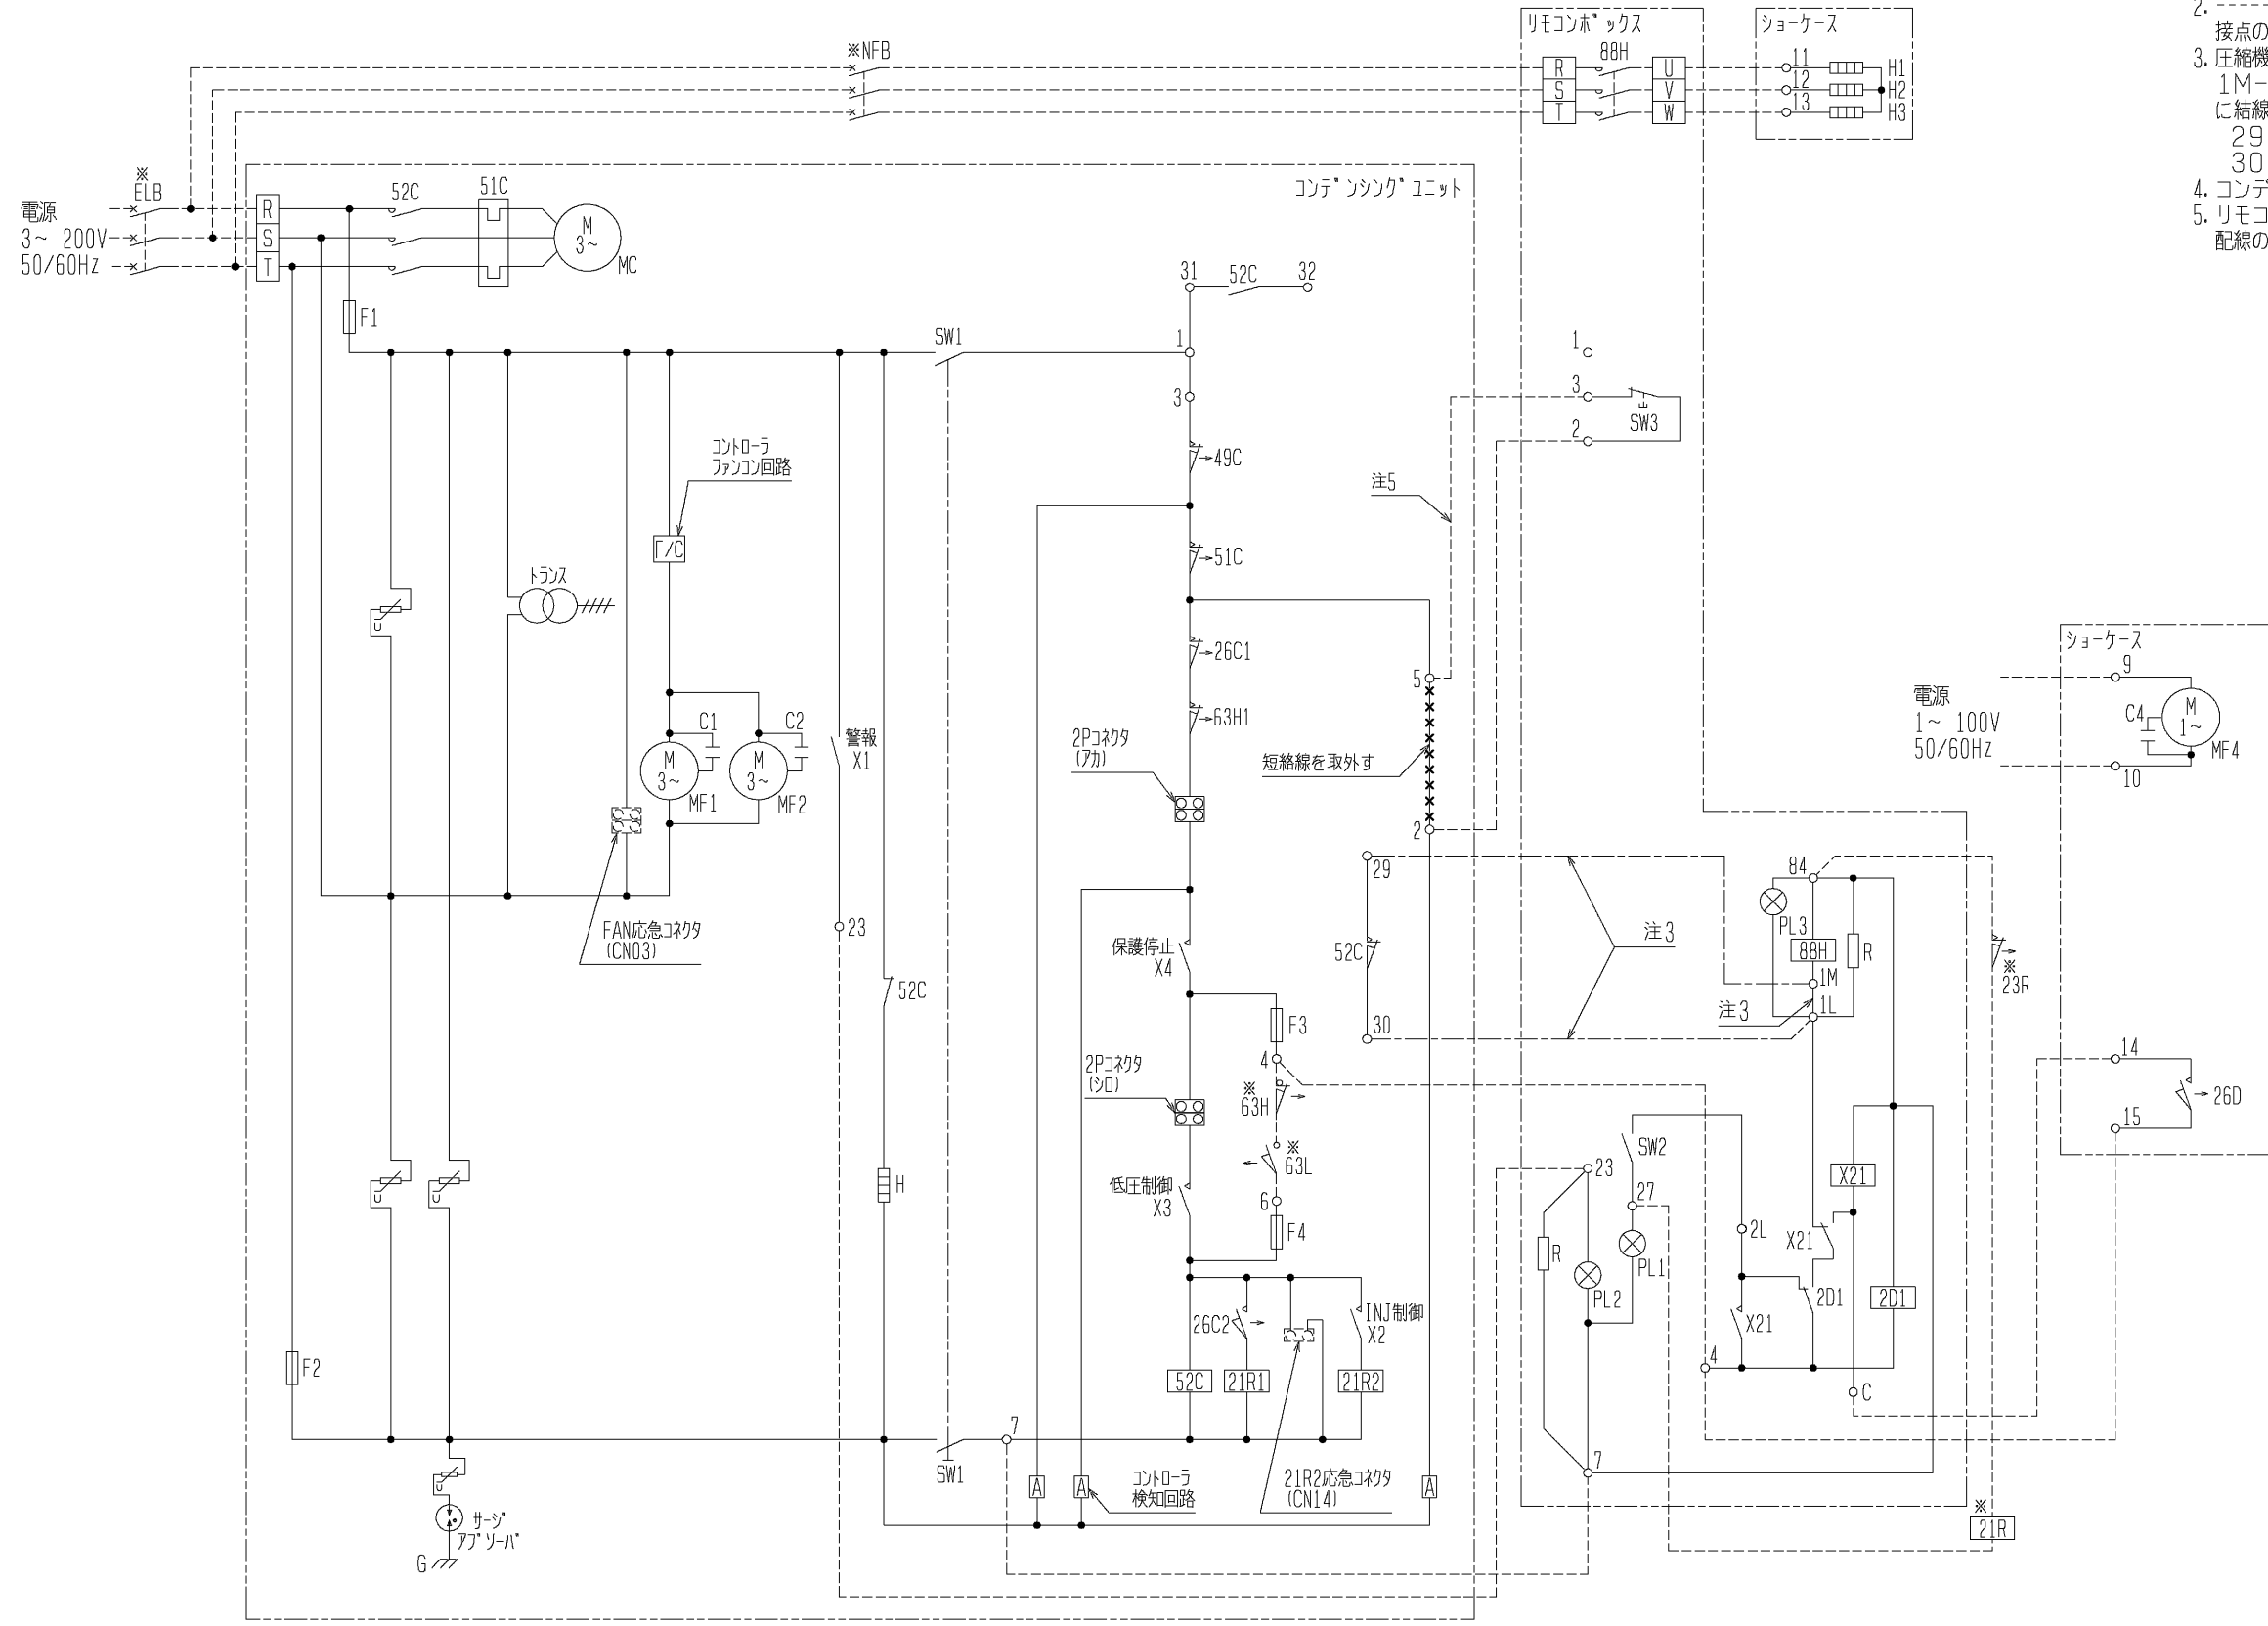 リモコンボックス
ショーケース
※NFB
88H
R
S
T
U
V
W
11
12
13
H1
H2
H3
2.
接点の
3. 圧縮機
1M-
に結線
29
30
4. コンデ
5. リモコ
配線の
コンデンシングユニット
※
ELB
電源
3～ 200V
50/60Hz
R
S
T
52C
51C
M
3～
MC
F1
SW1
31
52C
32
1
3
49C
51C
26C1
63H1
1
3
2
SW3
注5
コントローラ
ファンコン回路
F/C
トランス
U
C1
C2
M
3～
MF1
M
3～
MF2
警報
X1
2Pコネクタ
(アカ)
5
短絡線を取外す
2
ショーケース
9
電源
1～ 100V
50/60Hz
C4
M
1～
MF4
10
FAN応急コネクタ
(CN03)
23
52C
保護停止
X4
29
52C
30
注3
84
PL3
88H
R
1M
1L
注3
※
23R
F3
4
※
63H
※
63L
6
F4
2Pコネクタ
(シロ)
低圧制御
X3
H
U
U
14
26D
15
SW2
23
27
R
PL1
PL2
2L
X21
X21
2D1
2D1
X21
4
C
7
F2
26C2
INJ制御
X2
52C
21R1
21R2
7
SW1
A
A
A
コントローラ
検知回路
21R2応急コネクタ
(CN14)
※
21R
U
サージ
アブソーバ
G